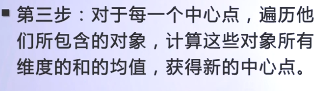 ▪ 第三步：对于每一个中心点，遍历他
们所包含的对象，计算这些对象所有
维度的和的均值，获得新的中心点。